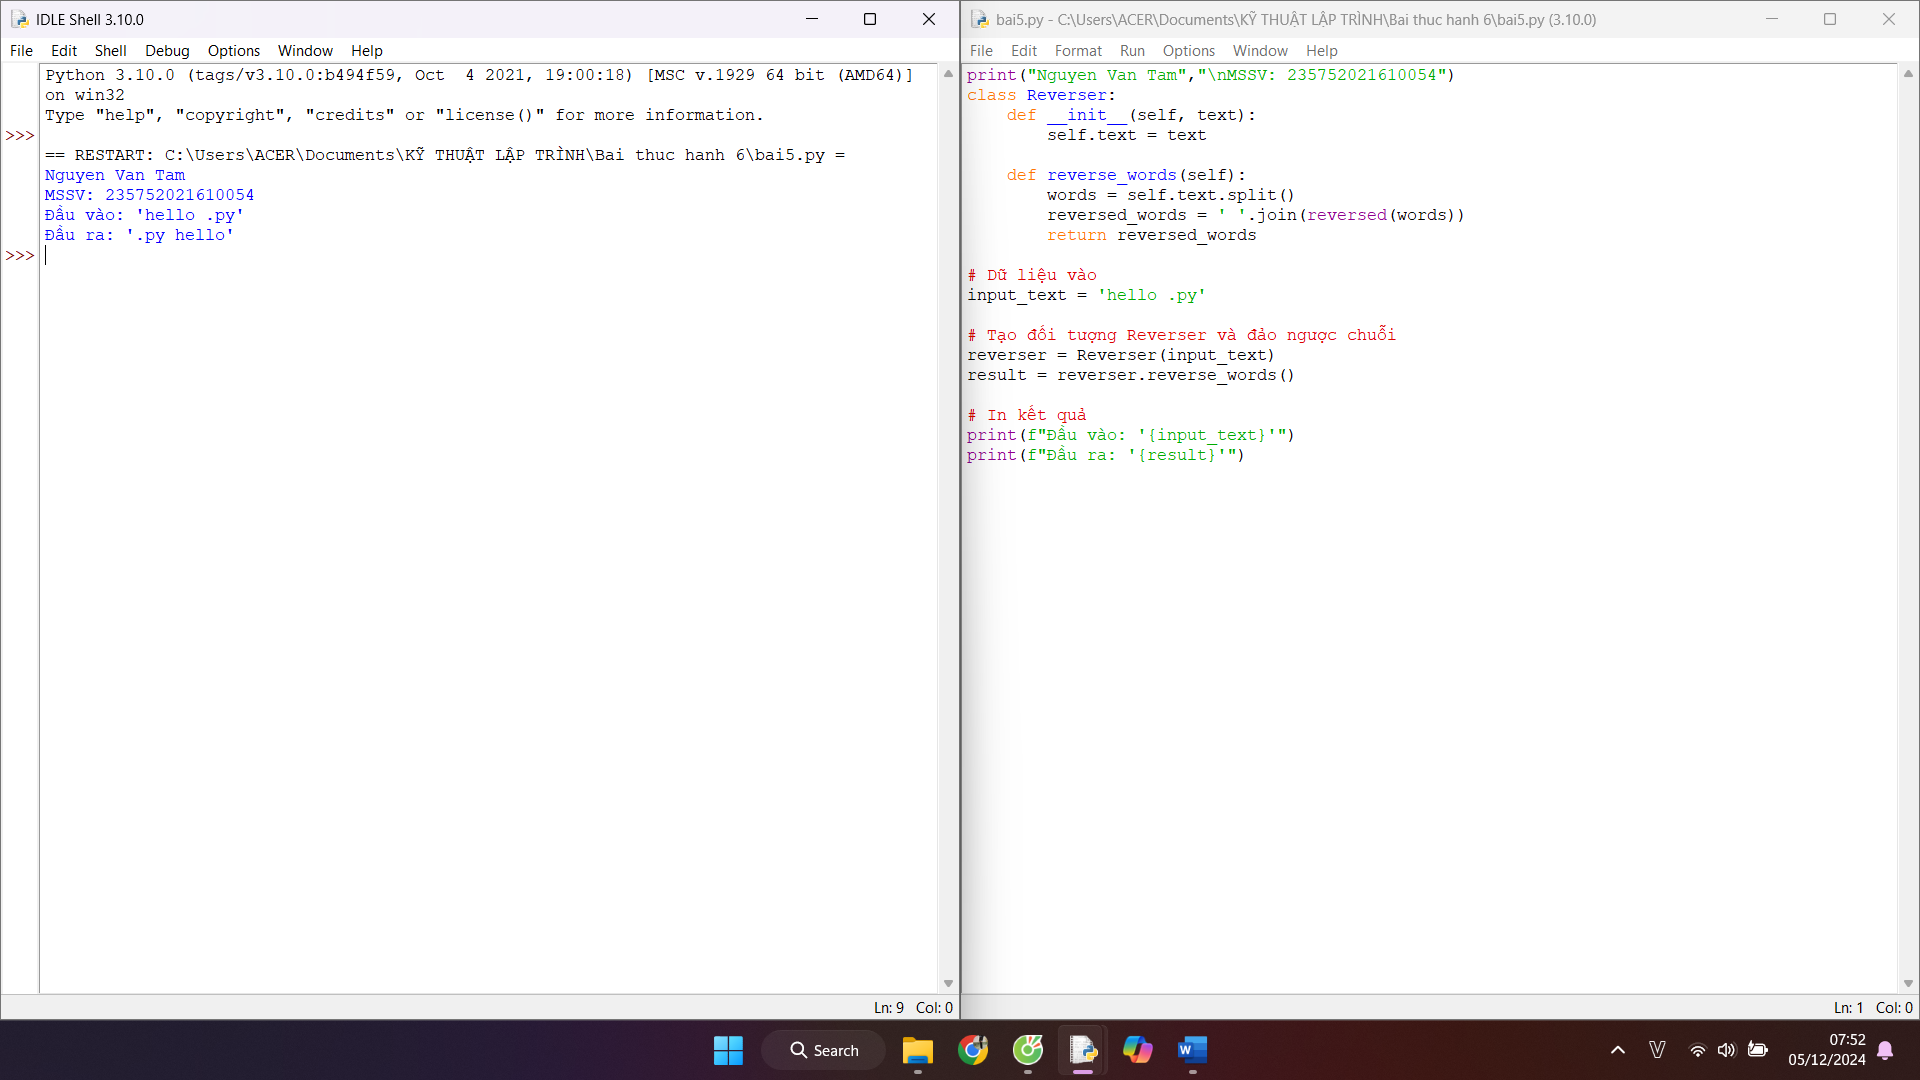 IDLE Shell 3.10.0
File Edit Shell Debug Options Window Help
Python 3.10.0 (tags/v3.10.0:b494f59, Oct  4 2021, 19:00:18) [MSC v.1929 64 bit (AMD64)]
on win32
Type "help", "copyright", "credits" or "license()" for more information.
>>>
== RESTART: C:\Users\ACER\Documents\KỸ THUẬT LẬP TRÌNH\Bai thuc hanh 6\bai5.py =
Nguyen Van Tam
MSSV: 235752021610054
Đầu vào: 'hello .py'
Đầu ra: '.py hello'
>>>
Ln: 9 Col: 0
bai5.py - C:\Users\ACER\Documents\KỸ THUẬT LẬP TRÌNH\Bai thuc hanh 6\bai5.py (3.10.0)
File Edit Format Run Options Window Help
print("Nguyen Van Tam","\nMSSV: 235752021610054")
class Reverser:
    def __init__(self, text):
        self.text = text
    def reverse_words(self):
        words = self.text.split()
        reversed_words = ' '.join(reversed(words))
        return reversed_words
# Dữ liệu vào
input_text = 'hello .py'
# Tạo đối tượng Reverser và đảo ngược chuỗi
reverser = Reverser(input_text)
result = reverser.reverse_words()
# In kết quả
print(f"Đầu vào: '{input_text}'")
print(f"Đầu ra: '{result}'")
Ln: 1 Col: 0
Search
07:52
05/12/2024